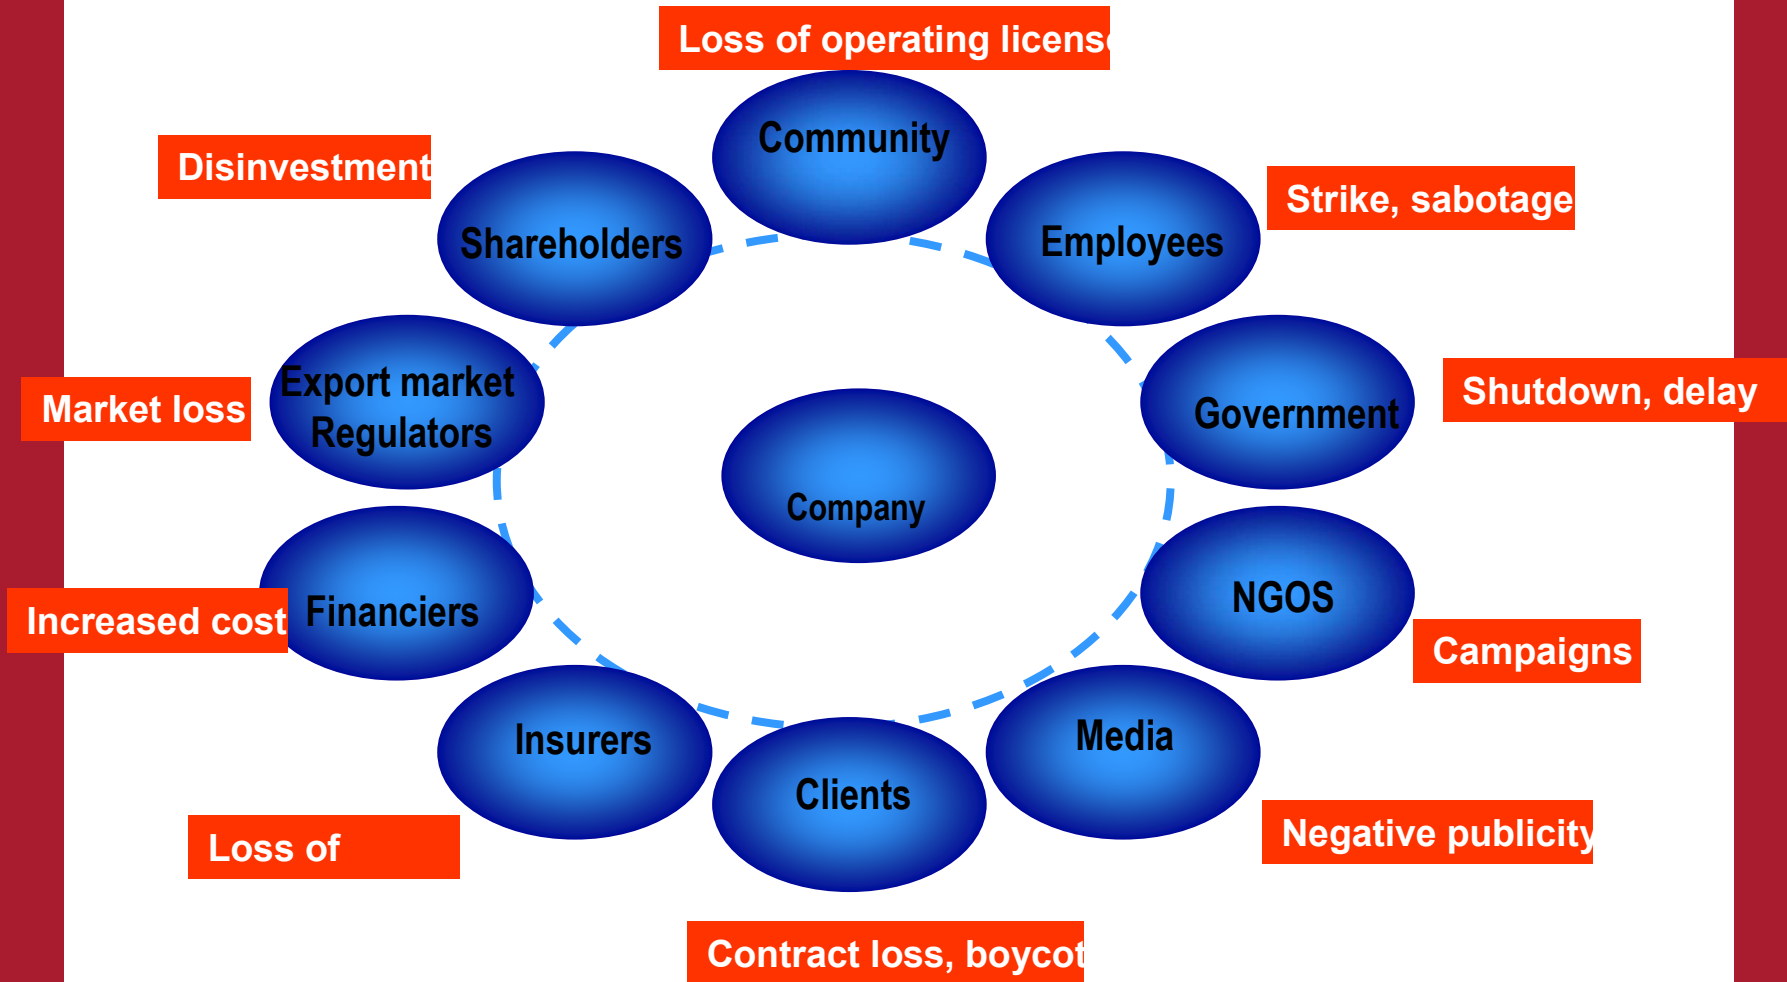 Loss of operating license
Community
Disinvestment
Shareholders
Employees
Strike, sabotage
Export market
Regulators
Market loss
Government
Shutdown, delay
Company
Financiers
Increased cost
NGOS
Campaigns
Insurers
Media
Clients
Loss of
Negative publicity
Contract loss, boycot